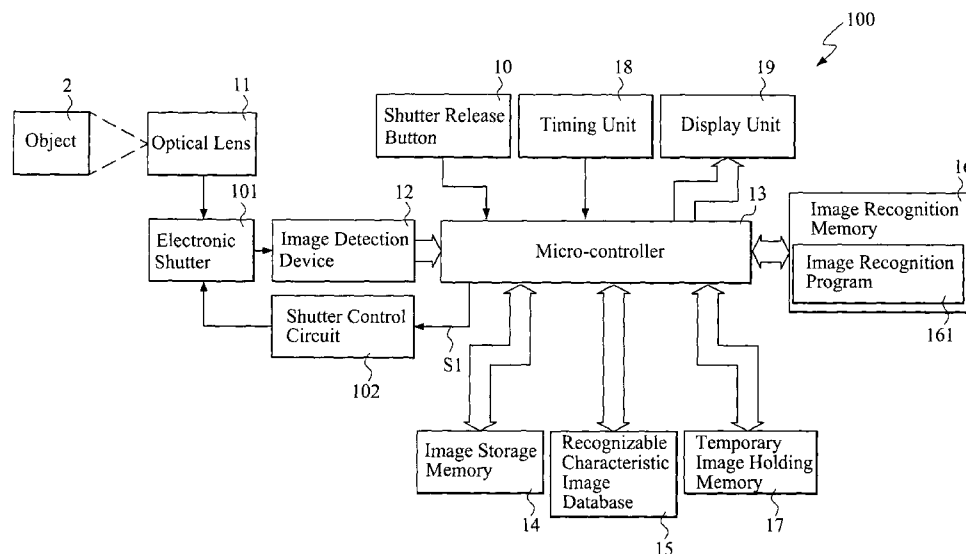 100
2
Object
11
Optical Lens
10
Shutter Release
Button
18
Timing Unit
19
Display Unit
101
Electronic
Shutter
12
Image Detection
Device
13
Micro-controller
16
Image Recognition
Memory
Image Recognition
Program
161
Shutter Control
Circuit
102
S1
Image Storage
Memory
14
Recognizable
Characteristic
Image
Database
15
Temporary
Image Holding
Memory
17